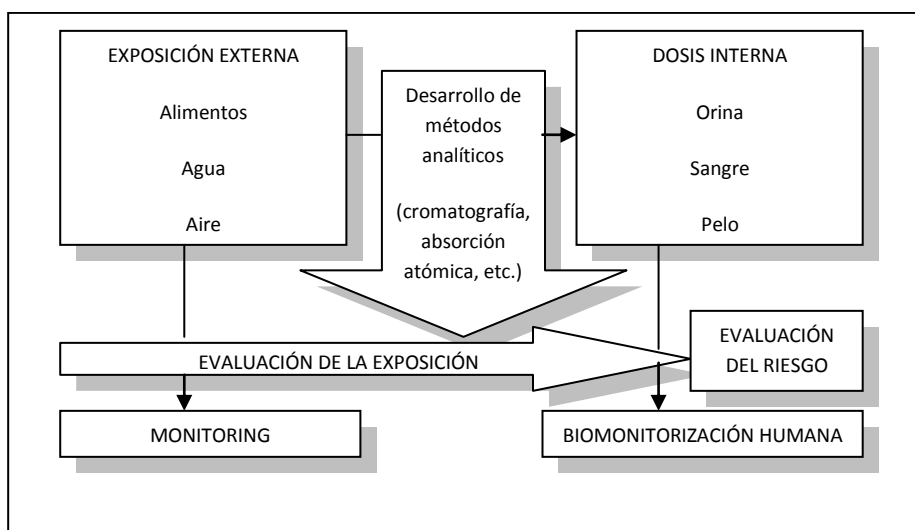 EXPOSICIÓN EXTERNA
Alimentos
Agua
Aire
Desarrollo de
métodos
analíticos
(cromatografía,
absorción
atómica, etc.)
DOSIS INTERNA
Orina
Sangre
Pelo
EVALUACIÓN DE LA EXPOSICIÓN
EVALUACIÓN
DEL RIESGO
MONITORING
BIOMONITORIZACIÓN HUMANA